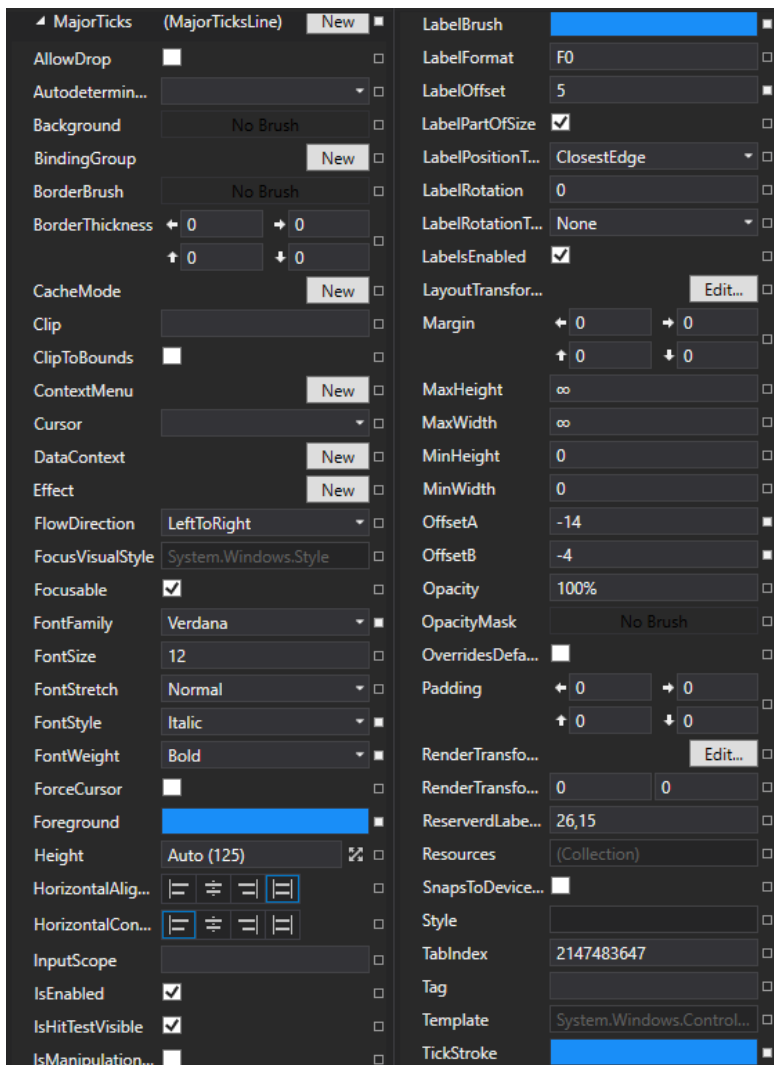 MajorTicks (MajorTicksLine) New
AllowDrop
Autodetermin...
Background No Brush
BindingGroup New
BorderBrush No Brush
BorderThickness 0 0
0 0
CacheMode New
Clip
ClipToBounds
ContextMenu New
Cursor
DataContext New
Effect New
FlowDirection LeftToRight
FocusVisualStyle System.Windows.Style
Focusable
FontFamily Verdana
FontSize 12
FontStretch Normal
FontStyle Italic
FontWeight Bold
ForceCursor
Foreground
Height Auto (125)
HorizontalAlig...
HorizontalCon...
InputScope
IsEnabled
IsHitTestVisible
IsManipulation...
LabelBrush
LabelFormat F0
LabelOffset 5
LabelPartOfSize
LabelPositionT... ClosestEdge
LabelRotation 0
LabelRotationT... None
LabelsEnabled
LayoutTransfor... Edit...
Margin 0 0
0 0
MaxHeight ∞
MaxWidth ∞
MinHeight 0
MinWidth 0
OffsetA -14
OffsetB -4
Opacity 100%
OpacityMask No Brush
OverridesDefa...
Padding 0 0
0 0
RenderTransfo... Edit...
RenderTransfo... 0 0
ReserverdLabe... 26,15
Resources (Collection)
SnapsToDevice...
Style
TabIndex 2147483647
Tag
Template System.Windows.Control...
TickStroke